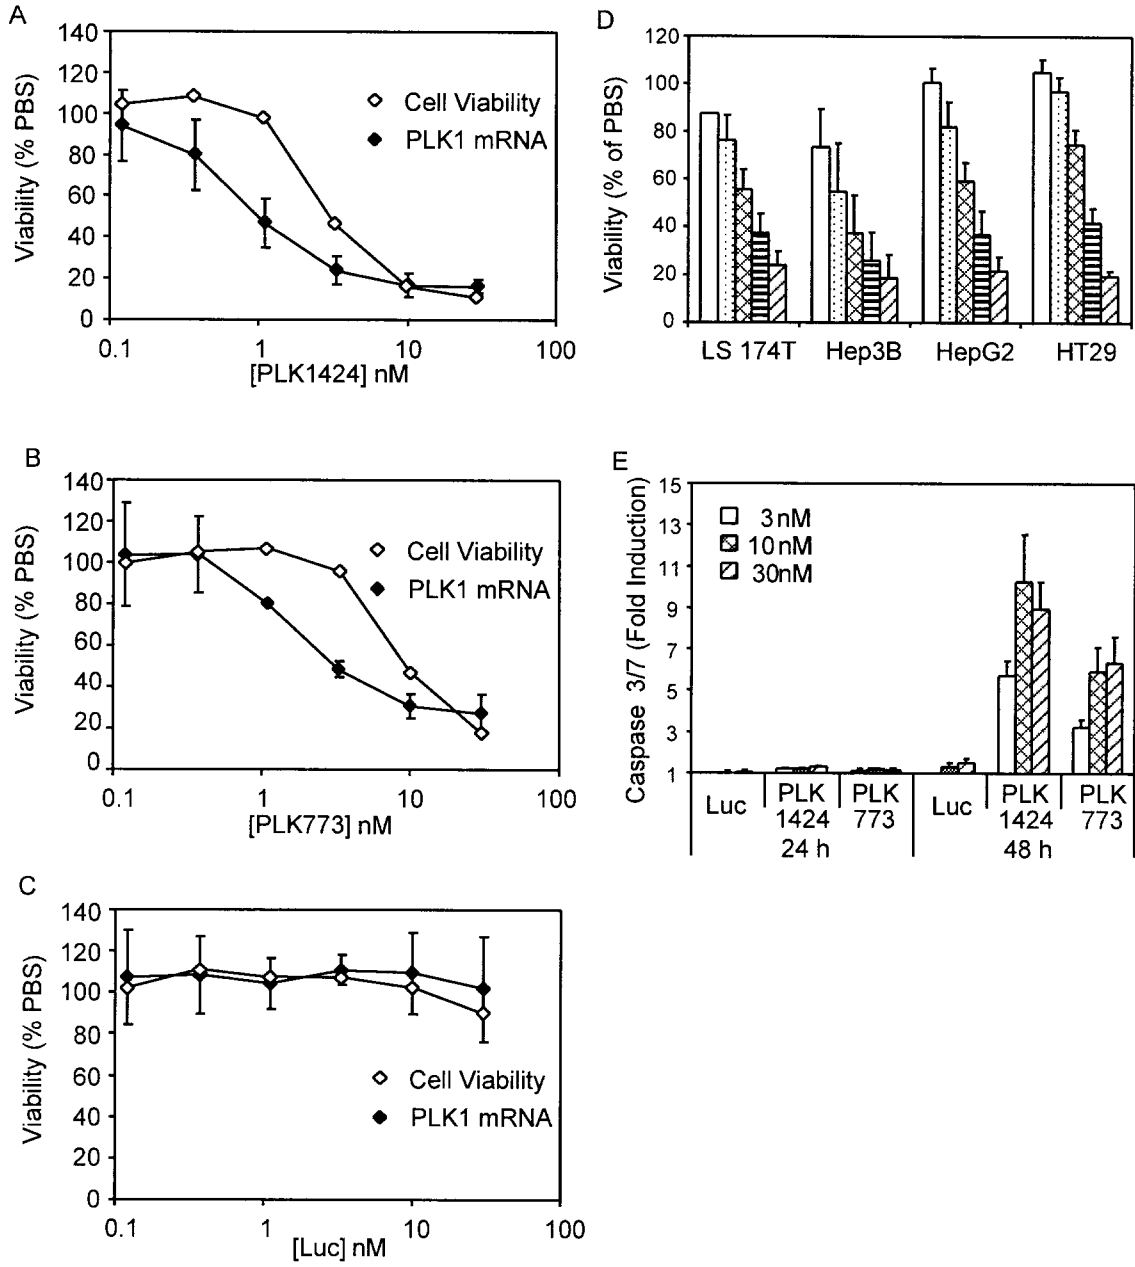 A
140
120
100
80
60
40
20
0
Viability (% PBS)
Cell Viability
PLK1 mRNA
0.1
1
10
100
[PLK1424] nM
B
140
120
100
80
60
40
20
0
Viability (% PBS)
Cell Viability
PLK1 mRNA
0.1
1
10
100
[PLK773] nM
C
140
120
100
80
60
40
20
0
Viability (% PBS)
Cell Viability
PLK1 mRNA
0.1
1
10
100
[Luc] nM
D
120
100
80
60
40
20
0
Viability (% of PBS)
LS 174T
Hep3B
HepG2
HT29
E
15
13
11
9
7
5
3
1
Caspase 3/7 (Fold Induction)
3nM
10nM
30nM
Luc
PLK
1424
PLK
773
24 h
Luc
PLK
1424
PLK
773
48 h